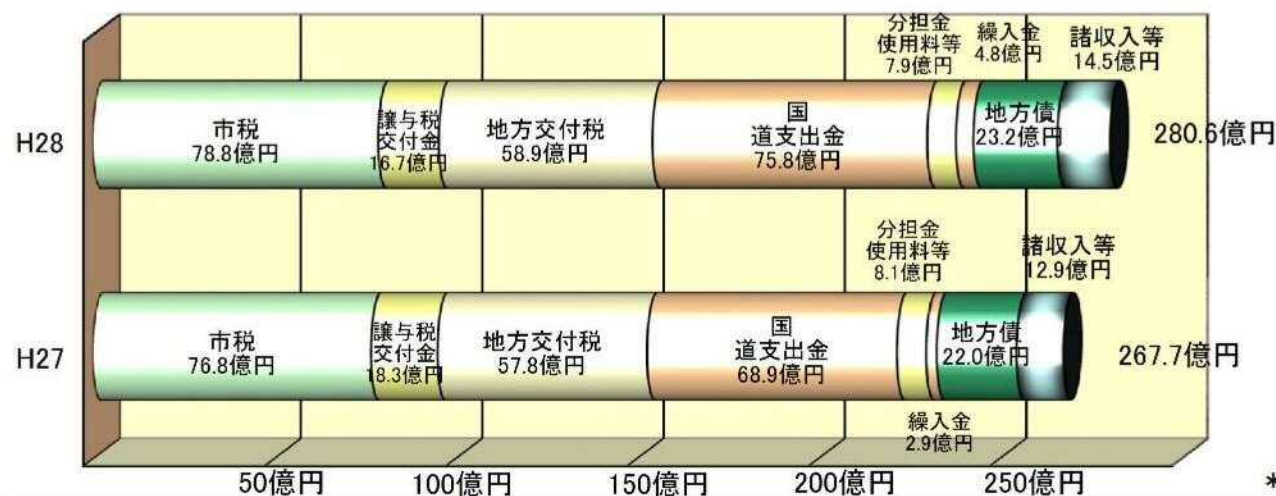 分担金
使用料等
7.9億円
繰入金
4.8億円
諸収入等
14.5億円
H28
市税
78.8億円
譲与税
交付金
16.7億円
地方交付税
58.9億円
国
道支出金
75.8億円
地方債
23.2億円
280.6億円
分担金
使用料等
8.1億円
諸収入等
12.9億円
H27
市税
76.8億円
譲与税
交付金
18.3億円
地方交付税
57.8億円
国
道支出金
68.9億円
地方債
22.0億円
267.7億円
繰入金
2.9億円
50億円
100億円
150億円
200億円
250億円
*